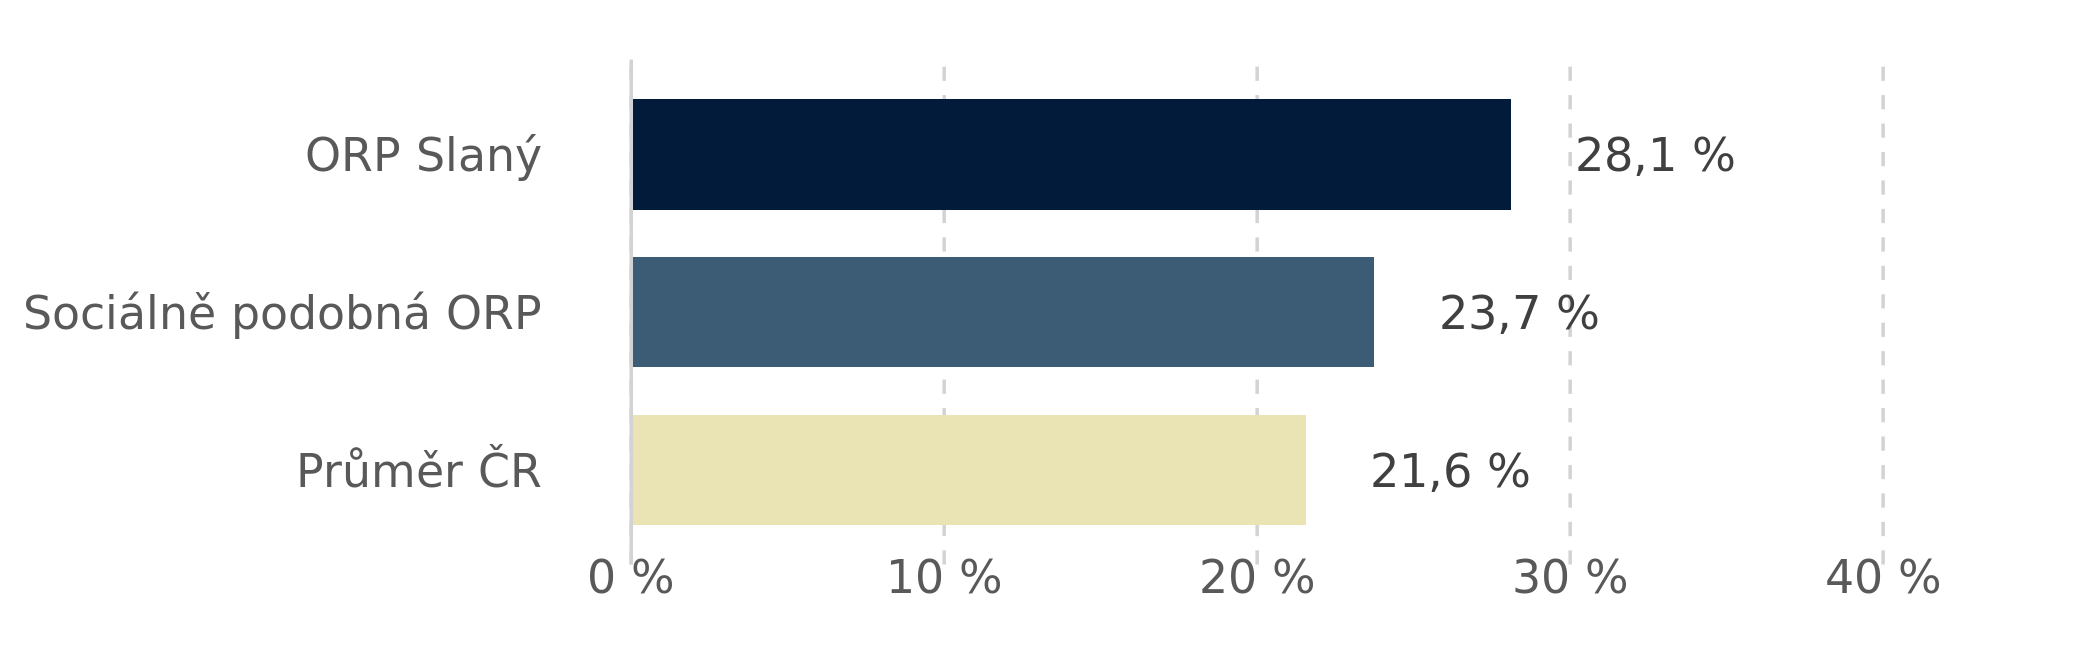 ORP Slaný 28,1 %
Sociálně podobná ORP 23,7 %
Průměr ČR 21,6 %
0 % 10 % 20 % 30 % 40 %